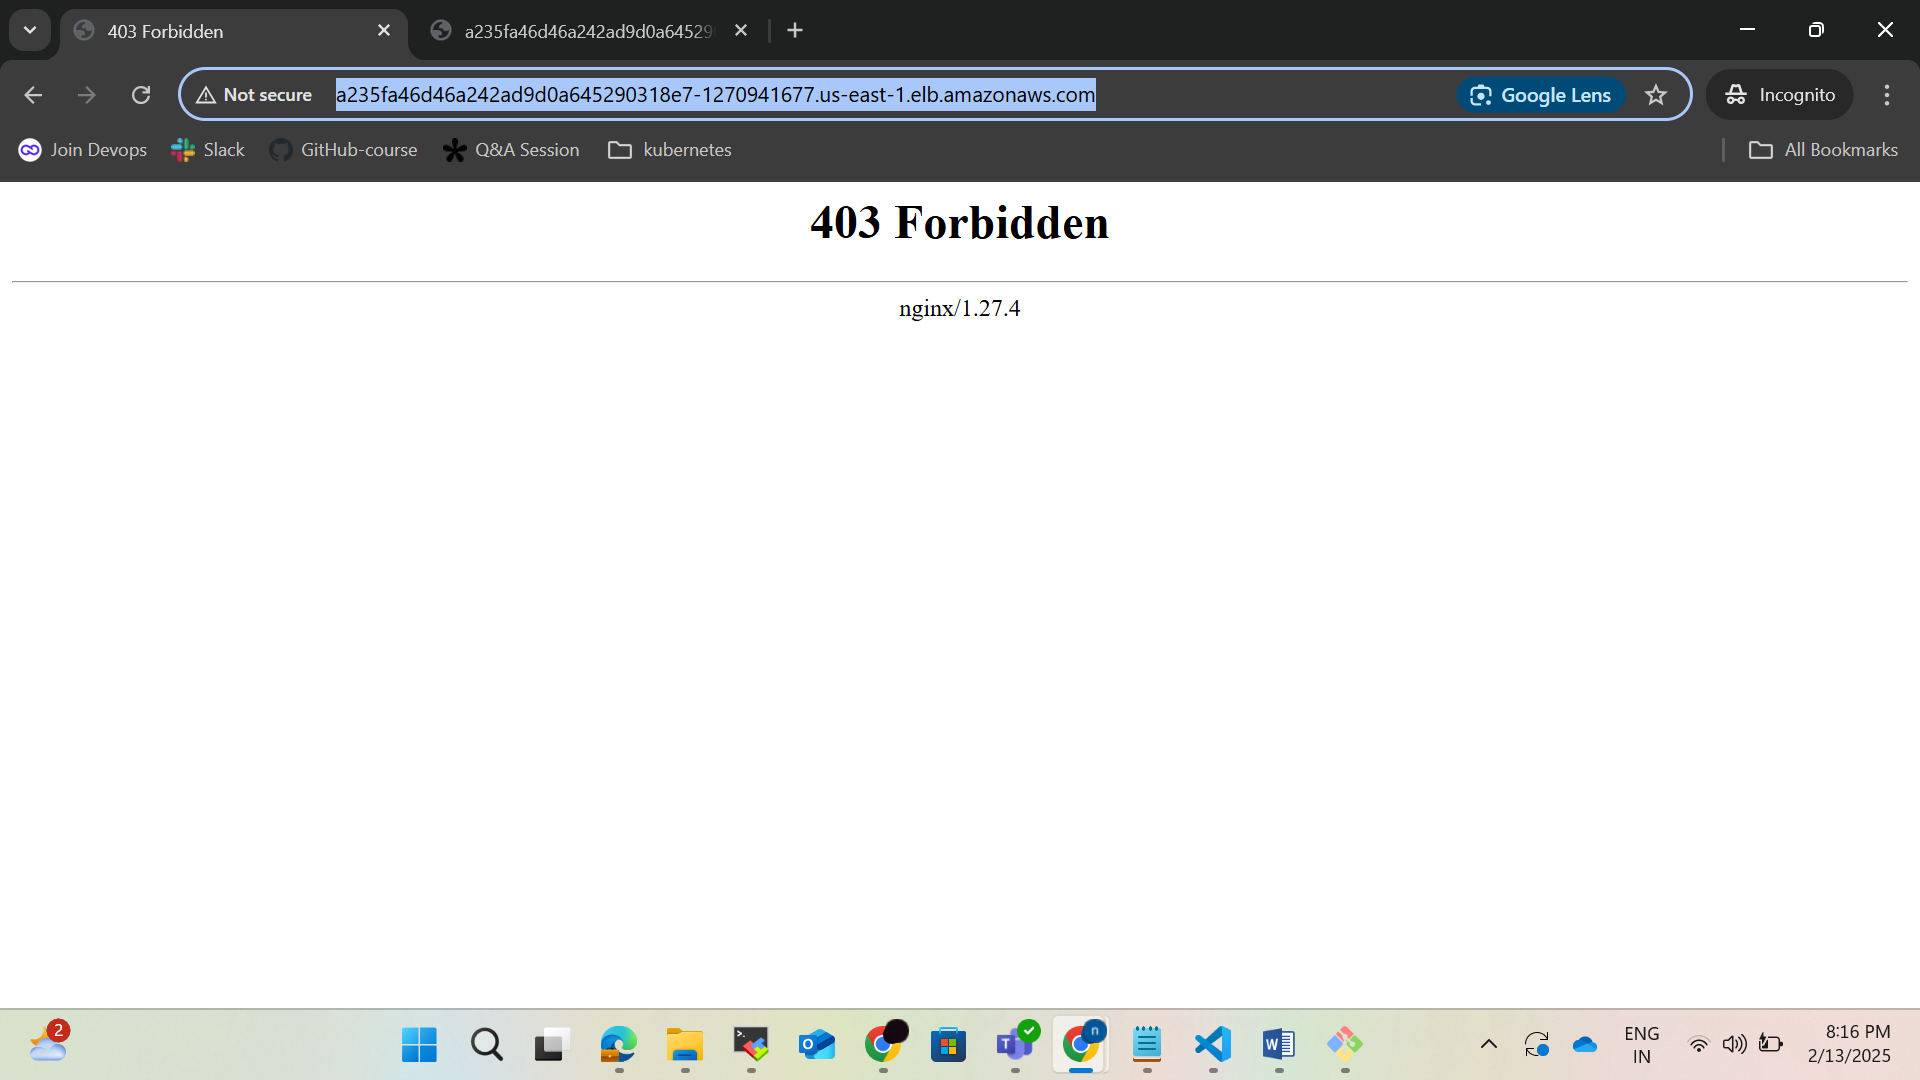 403 Forbidden
a235fa46d46a242ad9d0a64529
Not secure
a235fa46d46a242ad9d0a645290318e7-1270941677.us-east-1.elb.amazonaws.com
Google Lens
Incognito
Join Devops
Slack
GitHub-course
Q&A Session
kubernetes
All Bookmarks
403 Forbidden
nginx/1.27.4
2
n
ENG
IN
8:16 PM
2/13/2025